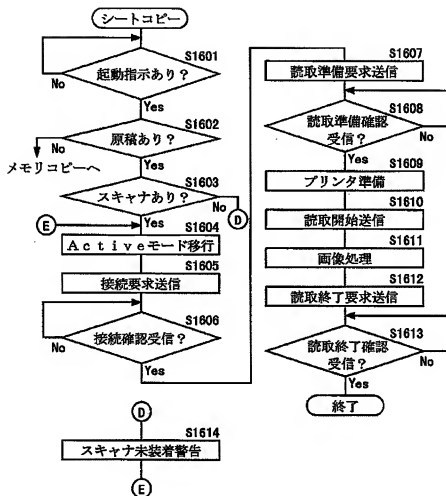 シートコピー
S1601
起動指示あり?
No
Yes
S1602
原稿あり?
No
メモリコピーへ
Yes
S1603
スキャナあり?
No
D
Yes
E
S1604
Activeモード移行
S1605
接続要求送信
S1606
接続確認受信?
No
Yes
S1607
読取準備要求送信
S1608
読取準備確認
受信?
No
Yes
S1609
プリンタ準備
S1610
読取開始送信
S1611
画像処理
S1612
読取終了要求送信
S1613
読取終了確認
受信?
No
Yes
終了
D
S1614
スキャナ未装着警告
E